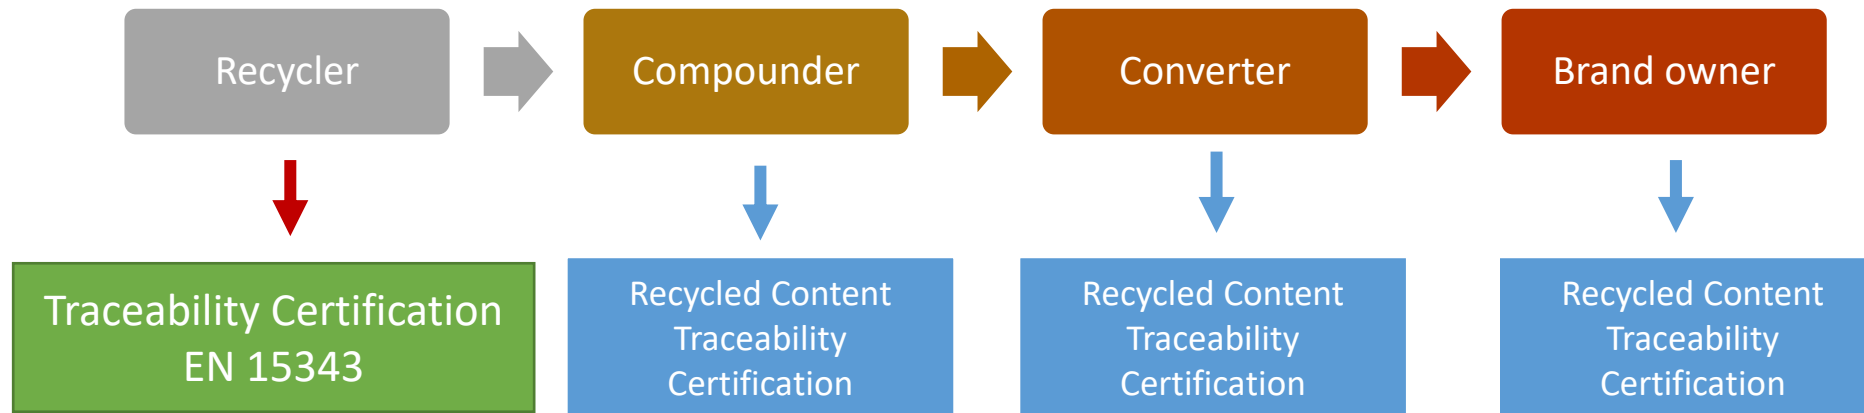 Recycler
Compounder
Converter
Brand owner
Traceability Certification
EN 15343
Recycled Content
Traceability
Certification
Recycled Content
Traceability
Certification
Recycled Content
Traceability
Certification